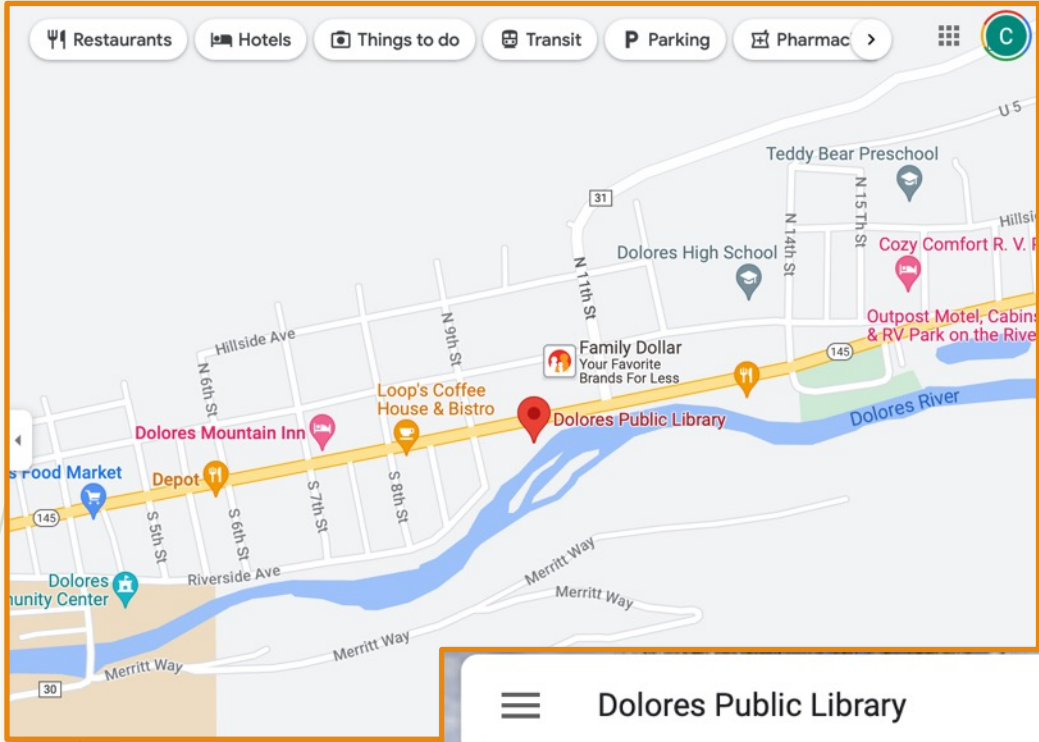 Restaurants
Hotels
Things to do
Transit
Parking
Pharmac
C
U 5
Teddy Bear Preschool
31
N 15 Th St
N 14th St
Hillsi
Dolores High School
Cozy Comfort R. V. P
N 11th St
Outpost Motel, Cabins
& RV Park on the Rive
Hillside Ave
N 9th St
Family Dollar
Your Favorite
Brands For Less
145
N 6th St
Loop's Coffee
House & Bistro
Dolores River
Dolores Public Library
Dolores Mountain Inn
s Food Market
Depot
S 8th St
S 7th St
145
S 5th St
S 6th St
Riverside Ave
Dolores
nunity Center
Merritt Way
Merritt Way
Merritt Way
Merritt Way
30
Dolores Public Library